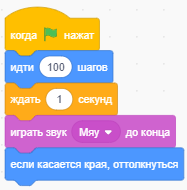 когда нажат
идти 100 шагов
ждать 1 секунд
играть звук Мяу до конца
если касается края, оттолкнуться